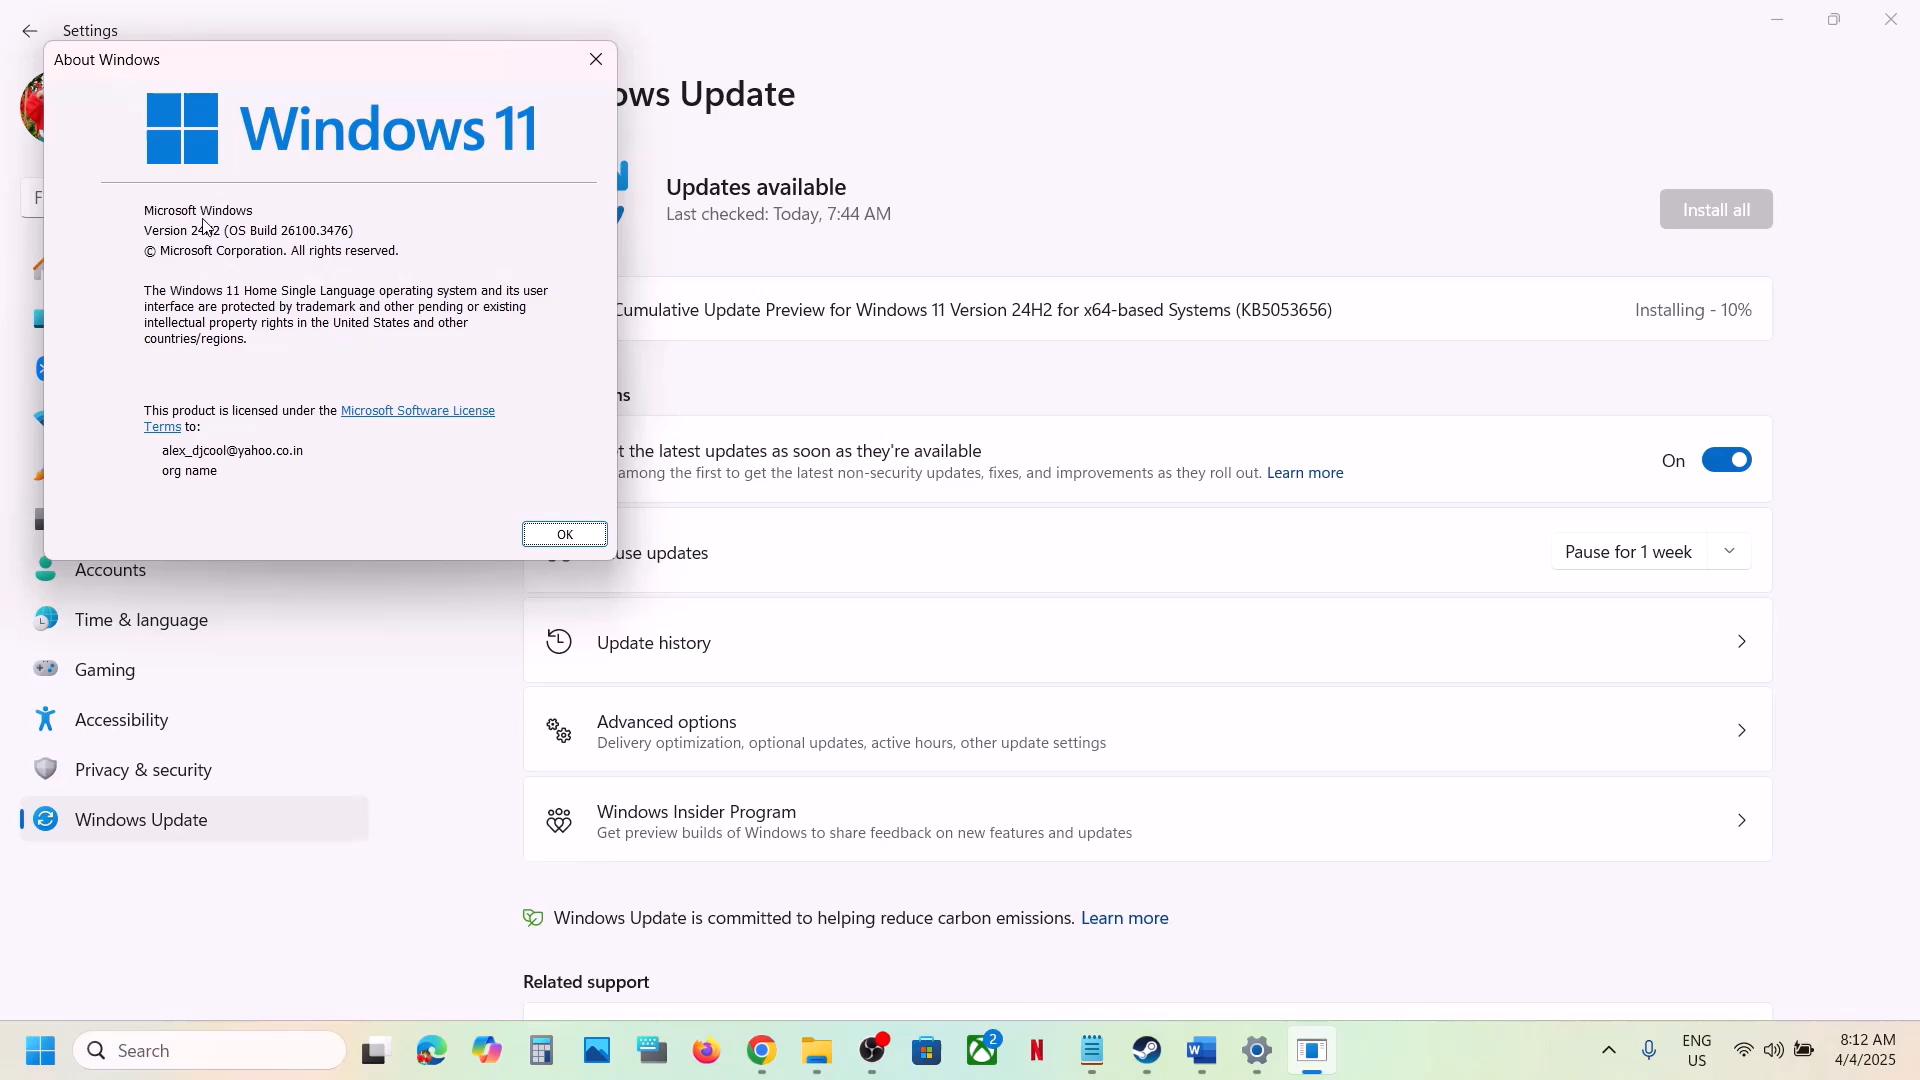 Settings
About Windows
Windows 11
Microsoft Windows
Version 24H2 (OS Build 26100.3476)
© Microsoft Corporation. All rights reserved.
The Windows 11 Home Single Language operating system and its user
interface are protected by trademark and other pending or existing
intellectual property rights in the United States and other
countries/regions.
This product is licensed under the Microsoft Software License
Terms to:
alex_djcool@yahoo.co.in
org name
OK
F
Accounts
Time & language
Gaming
Accessibility
Privacy & security
Windows Update
ows Update
Updates available
Last checked: Today, 7:44 AM
Install all
Cumulative Update Preview for Windows 11 Version 24H2 for x64-based Systems (KB5053656)
Installing - 10%
ns
t the latest updates as soon as they're available
among the first to get the latest non-security updates, fixes, and improvements as they roll out. Learn more
On
use updates
Pause for 1 week
Update history
Advanced options
Delivery optimization, optional updates, active hours, other update settings
Windows Insider Program
Get preview builds of Windows to share feedback on new features and updates
Windows Update is committed to helping reduce carbon emissions. Learn more
Related support
Search
2
ENG
US
8:12 AM
4/4/2025